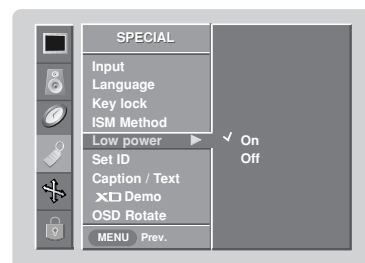 SPECIAL
Input
Language
Key lock
ISM Method
Low power ▶ ✓ On
Set ID Off
Caption / Text
XD Demo
OSD Rotate
MENU Prev.